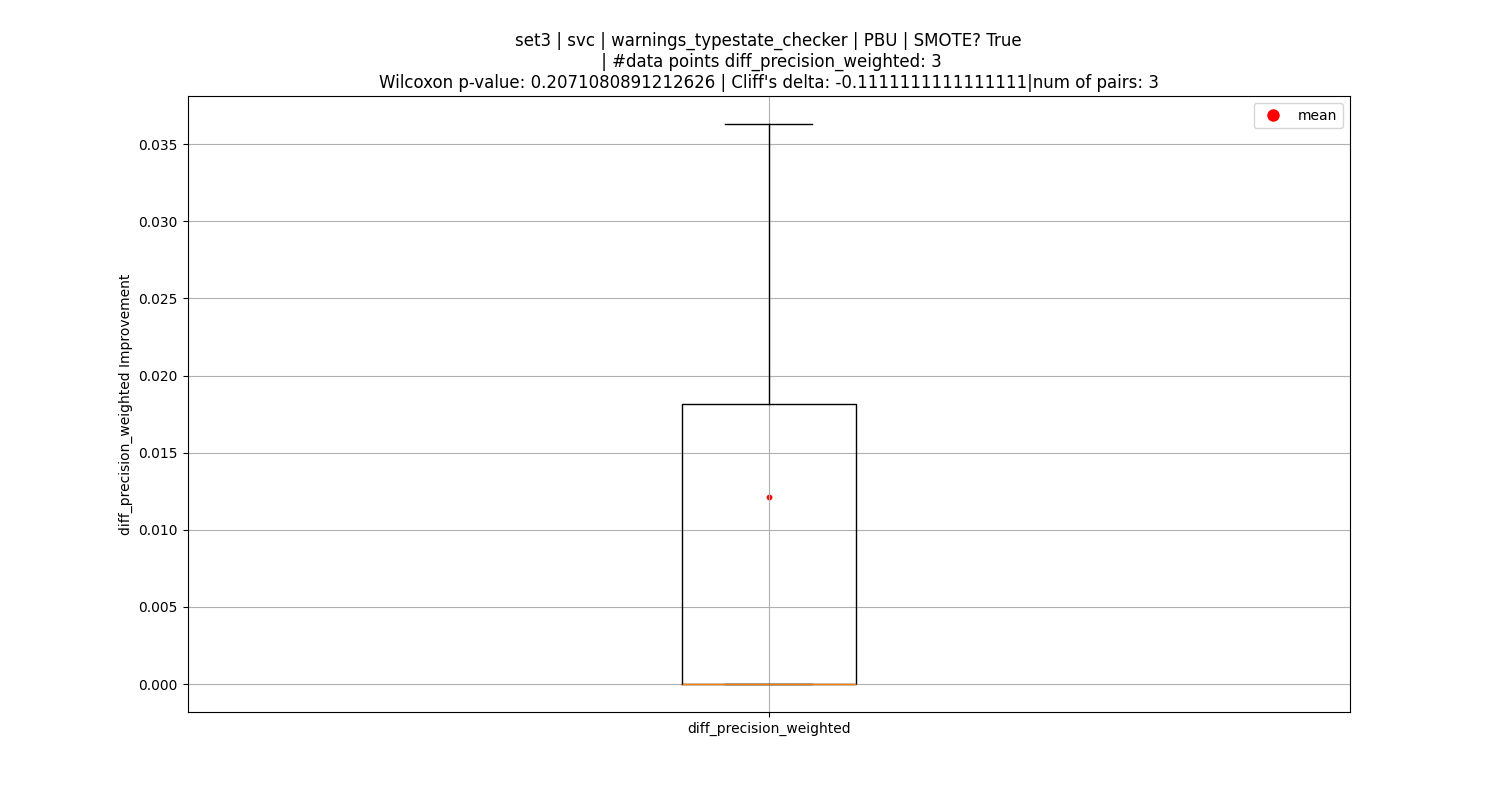 set3 | svc | warnings_typestate_checker | PBU | SMOTE? True
| #data points diff_precision_weighted: 3
Wilcoxon p-value: 0.2071080891212626 | Cliff's delta: -0.1111111111111111|num of pairs: 3
mean
0.035
0.030
0.025
0.020
0.015
0.010
0.005
0.000
diff_precision_weighted Improvement
diff_precision_weighted